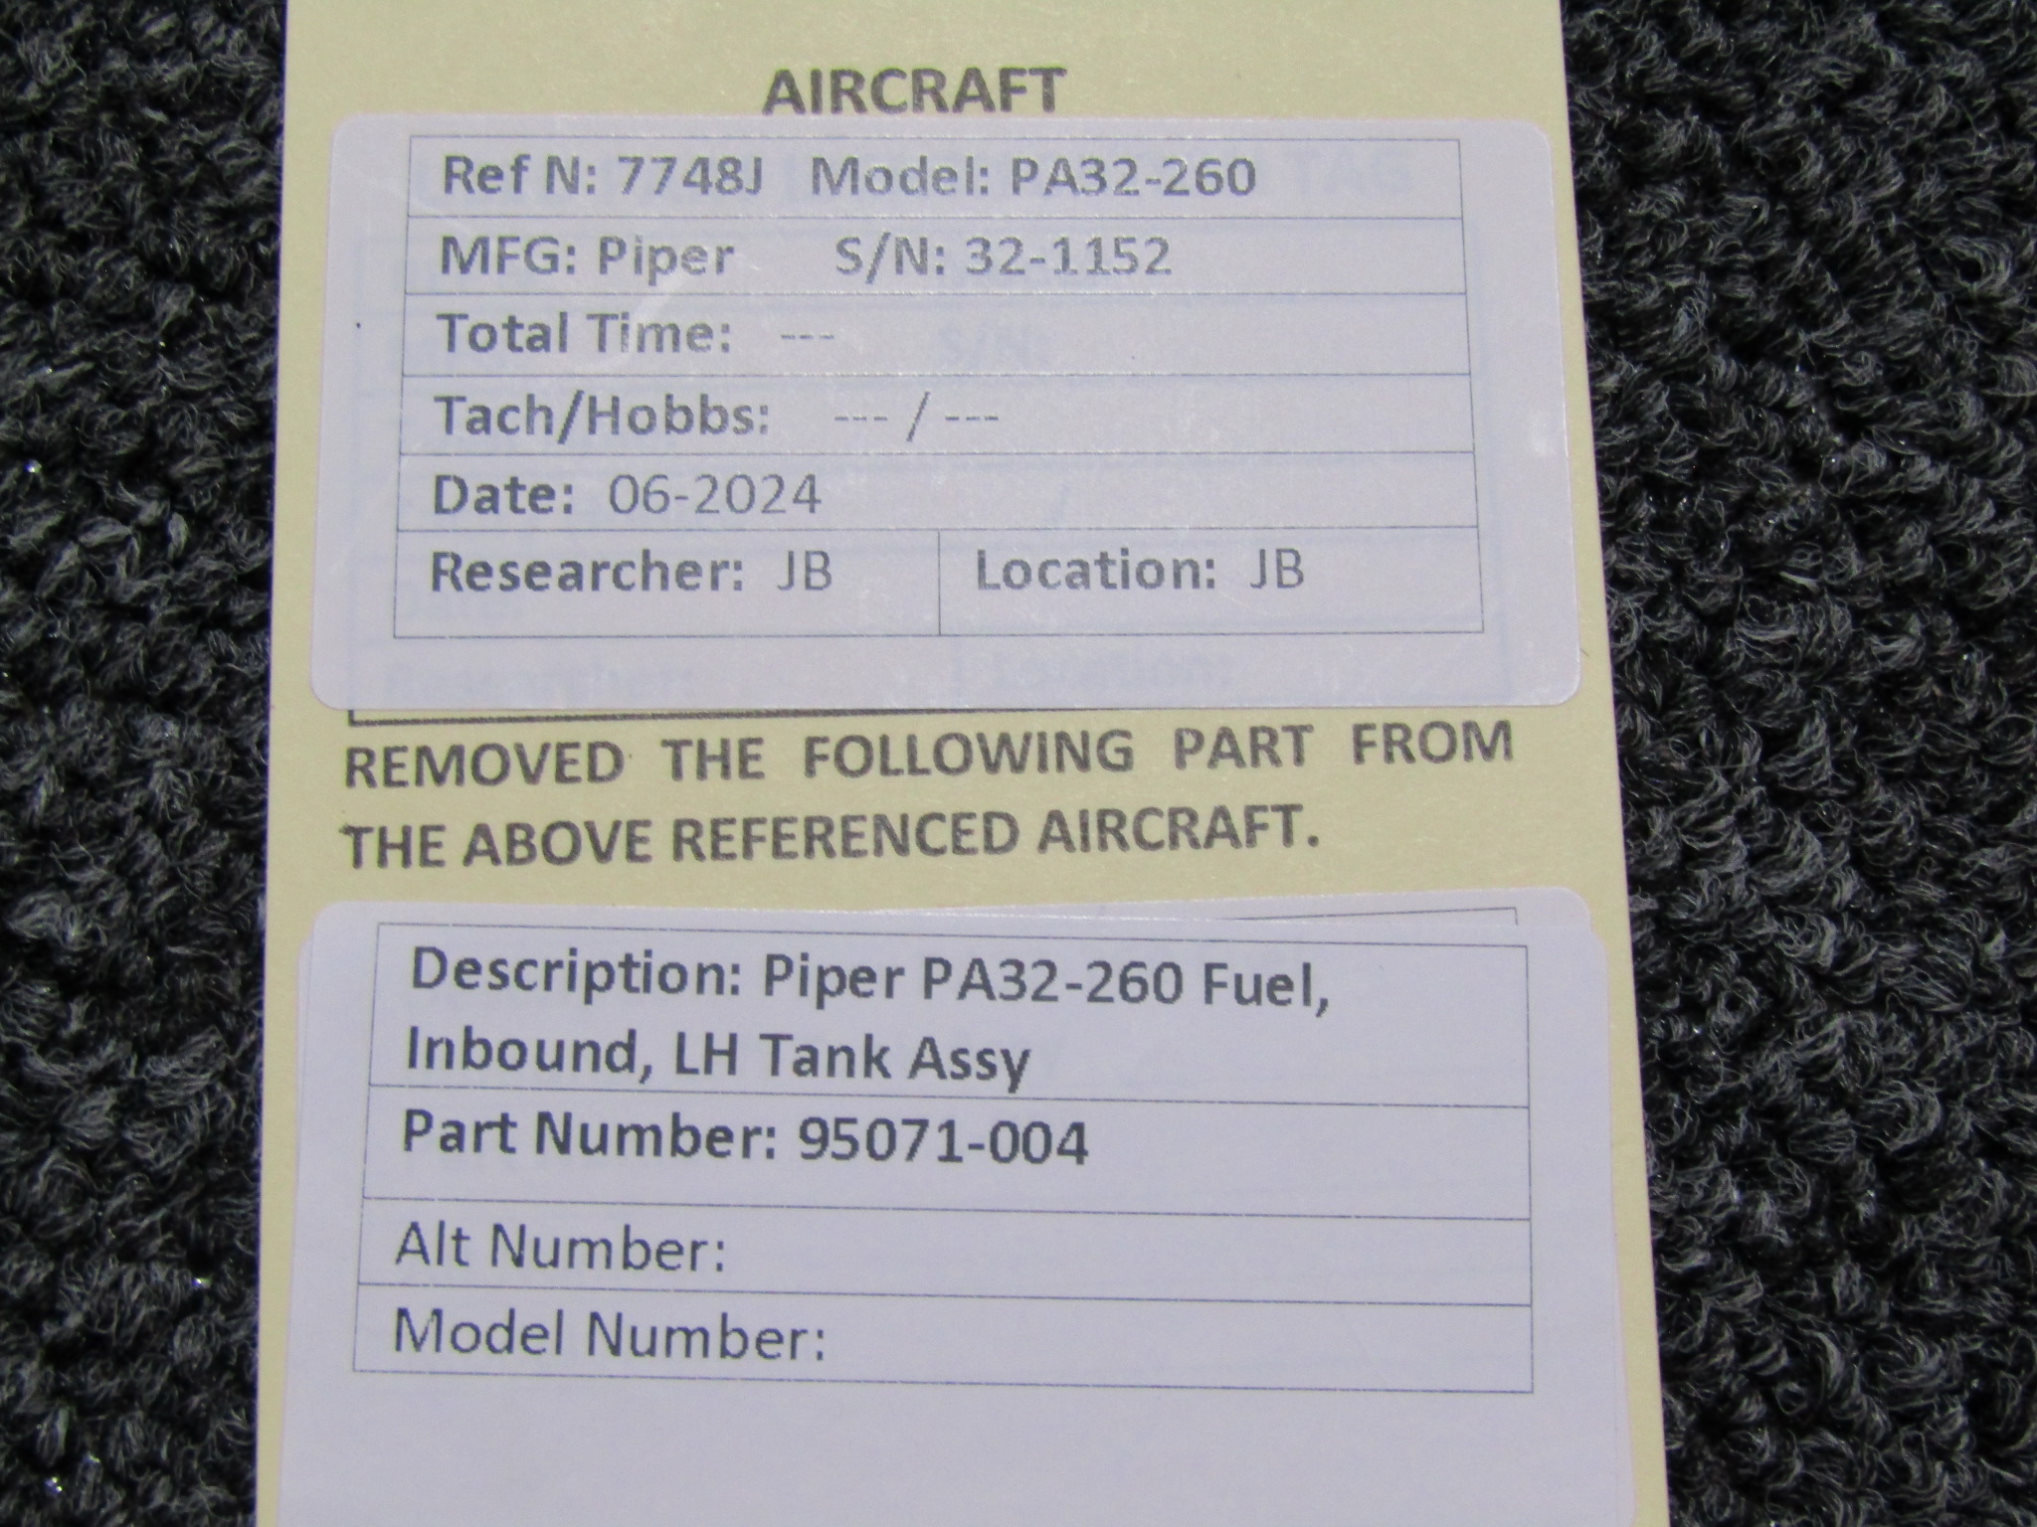 AIRCRAFT
Ref N: 7748J Model: PA32-260
MFG: Piper S/N: 32-1152
Total Time: ---
Tach/Hobbs: --- / ---
Date: 06-2024
Researcher: JB Location: JB
REMOVED THE FOLLOWING PART FROM
THE ABOVE REFERENCED AIRCRAFT.
Description: Piper PA32-260 Fuel,
Inbound, LH Tank Assy
Part Number: 95071-004
Alt Number:
Model Number: